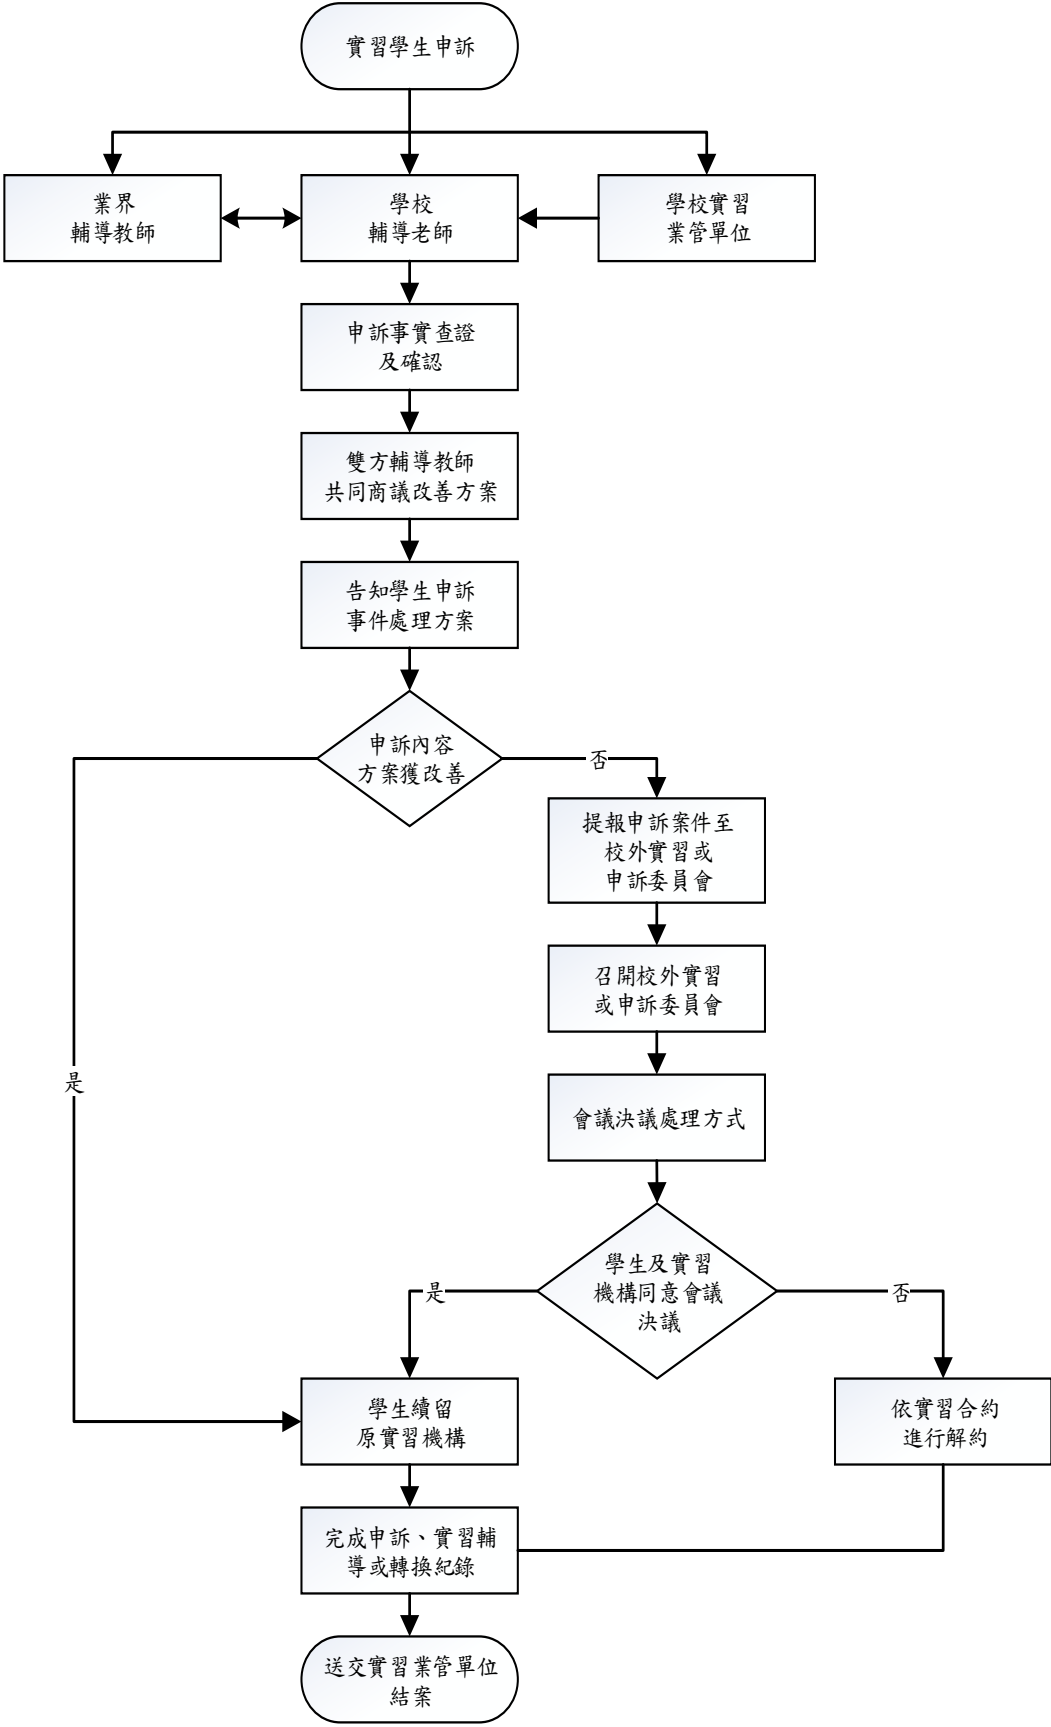 實習學生申訴
業界
輔導教師
學校
輔導老師
學校實習
業管單位
申訴事實查證
及確認
雙方輔導教師
共同商議改善方案
告知學生申訴
事件處理方案
申訴內容
方案獲改善
否
提報申訴案件至
校外實習或
申訴委員會
召開校外實習
或申訴委員會
是
會議決議處理方式
學生及實習
機構同意會議
決議
是
否
學生續留
原實習機構
依實習合約
進行解約
完成申訴、實習輔
導或轉換紀錄
送交實習業管單位
結案